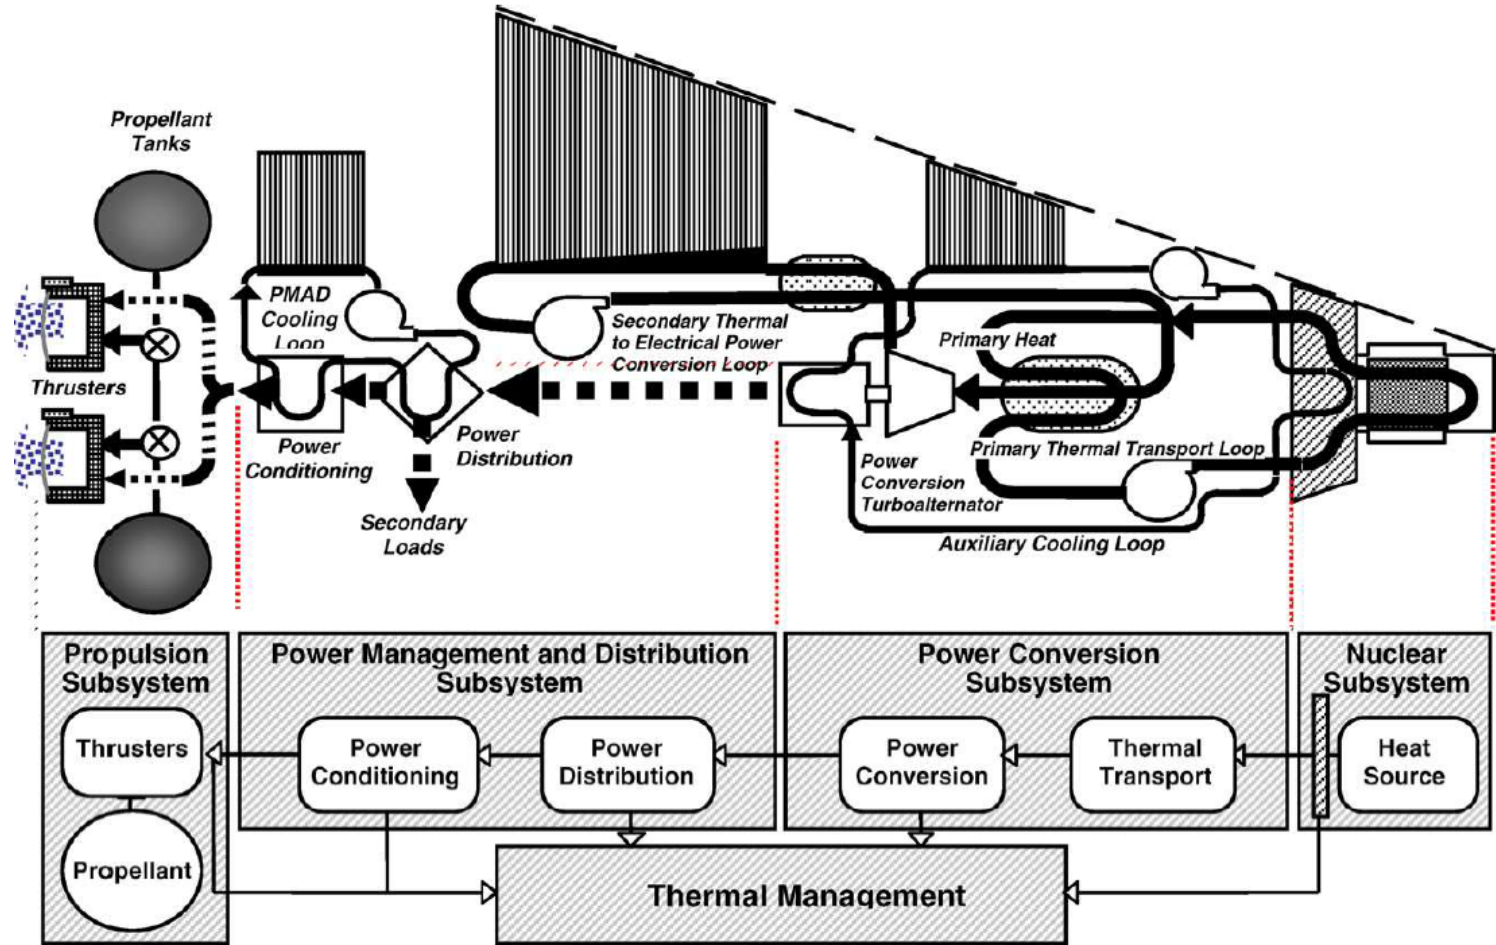 Propellant
Tanks
PMAD
Cooling
Loop
Thrusters
Power
Conditioning
Power
Distribution
Secondary
Loads
Secondary Thermal
to Electrical Power
Conversion Loop
Primary Heat
Primary Thermal Transport Loop
Power
Conversion
Turboalternator
Auxiliary Cooling Loop
Propulsion
Subsystem
Thrusters
Propellant
Power Management and Distribution
Subsystem
Power
Conditioning
Power
Distribution
Power Conversion
Subsystem
Power
Conversion
Thermal
Transport
Nuclear
Subsystem
Heat
Source
Thermal Management